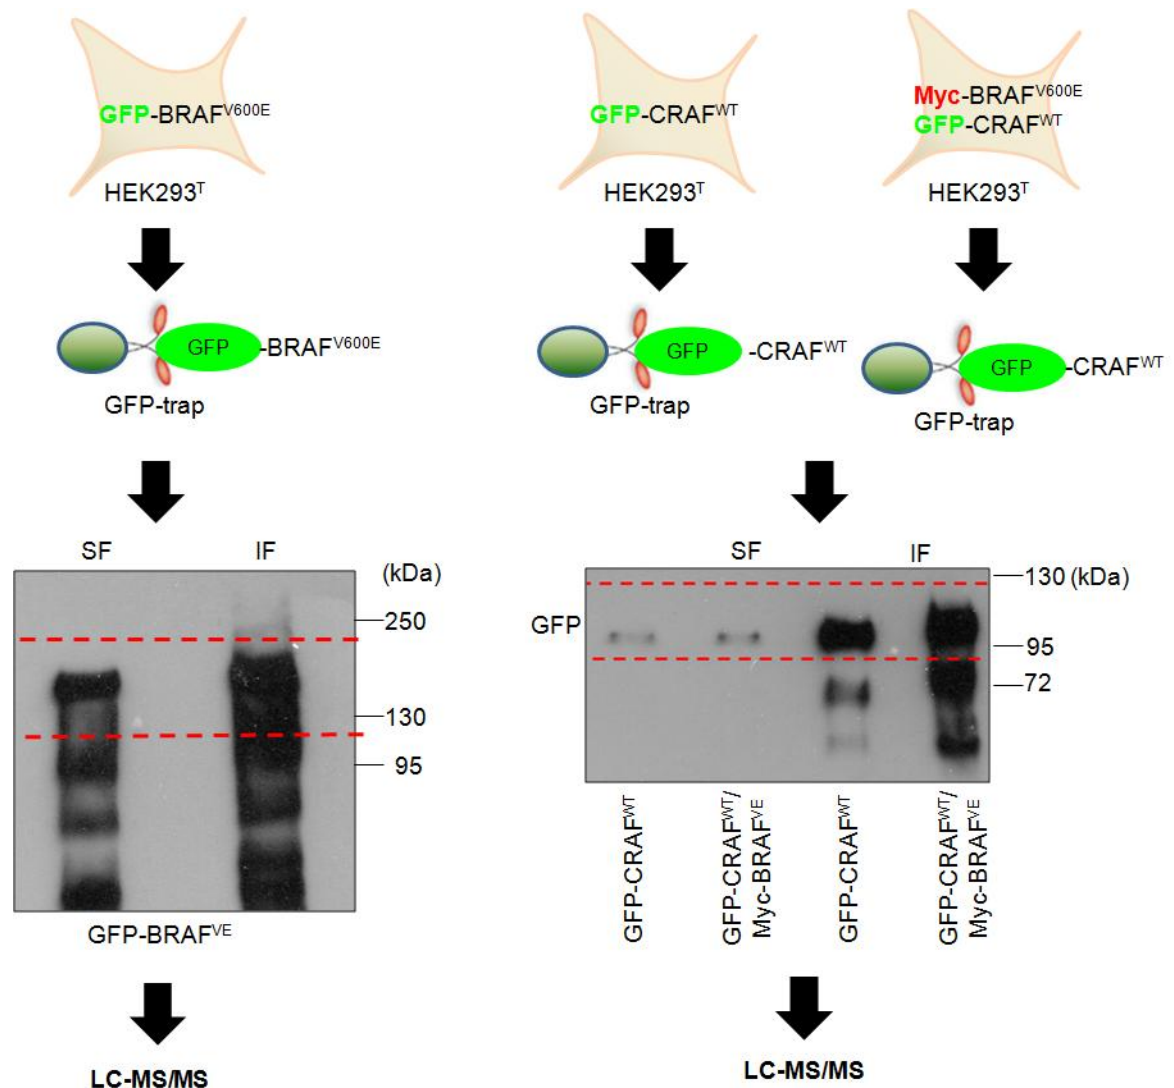 GFP-BRAFV600E
HEK293T
GFP
-BRAFV600E
GFP-trap
SF
IF
(kDa)
250
130
95
GFP-BRAFVE
LC-MS/MS
GFP-CRAFWT
HEK293T
Myc-BRAFV600E
GFP-CRAFWT
HEK293T
GFP
-CRAFWT
GFP-trap
GFP
-CRAFWT
GFP-trap
SF
IF
130 (kDa)
GFP
95
72
GFP-CRAFWT
GFP-CRAFWT/
Myc-BRAFVE
GFP-CRAFWT
GFP-CRAFWT/
Myc-BRAFVE
LC-MS/MS